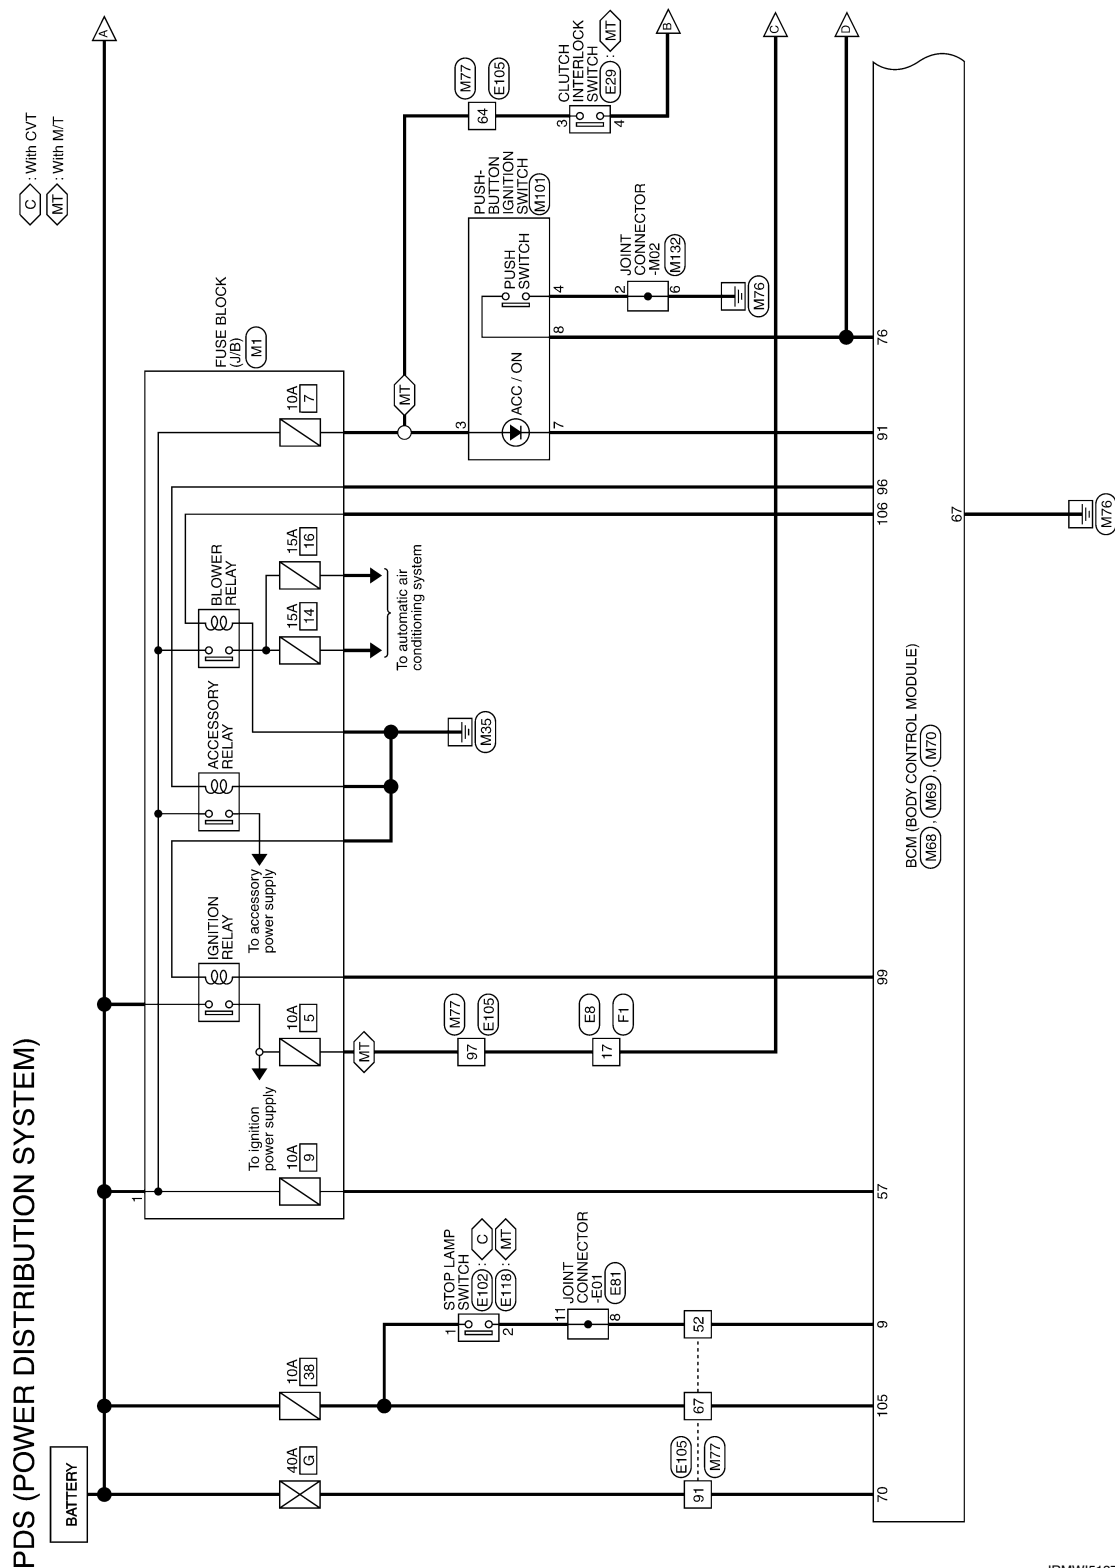 PDS (POWER DISTRIBUTION SYSTEM)
BATTERY
A
C : With CVT
MT : With M/T
40A
G
10A
38
10A
9
10A
5
15A
14
15A
16
10A
7
1
To ignition
power supply
IGNITION
RELAY
To accessory
power supply
ACCESSORY
RELAY
BLOWER
RELAY
FUSE BLOCK
(J/B)
M1
To automatic air
conditioning system
M35
MT
MT
STOP LAMP
SWITCH
E102 : C
E118 : MT
1
2
JOINT
CONNECTOR
-E01
E81
11
8
M77
E105
97
E8
F1
17
3
7
ACC / ON
8
4
PUSH
SWITCH
PUSH-
BUTTON
IGNITION
SWITCH
M101
JOINT
CONNECTOR
-M02
M132
2
6
M76
M77
E105
64
3
4
CLUTCH
INTERLOCK
SWITCH
E29 : MT
B
C
D
E105
M77
91
67
52
70
105
9
57
99
106
96
91
76
BCM (BODY CONTROL MODULE)
M68 , M69 , M70
67
M76